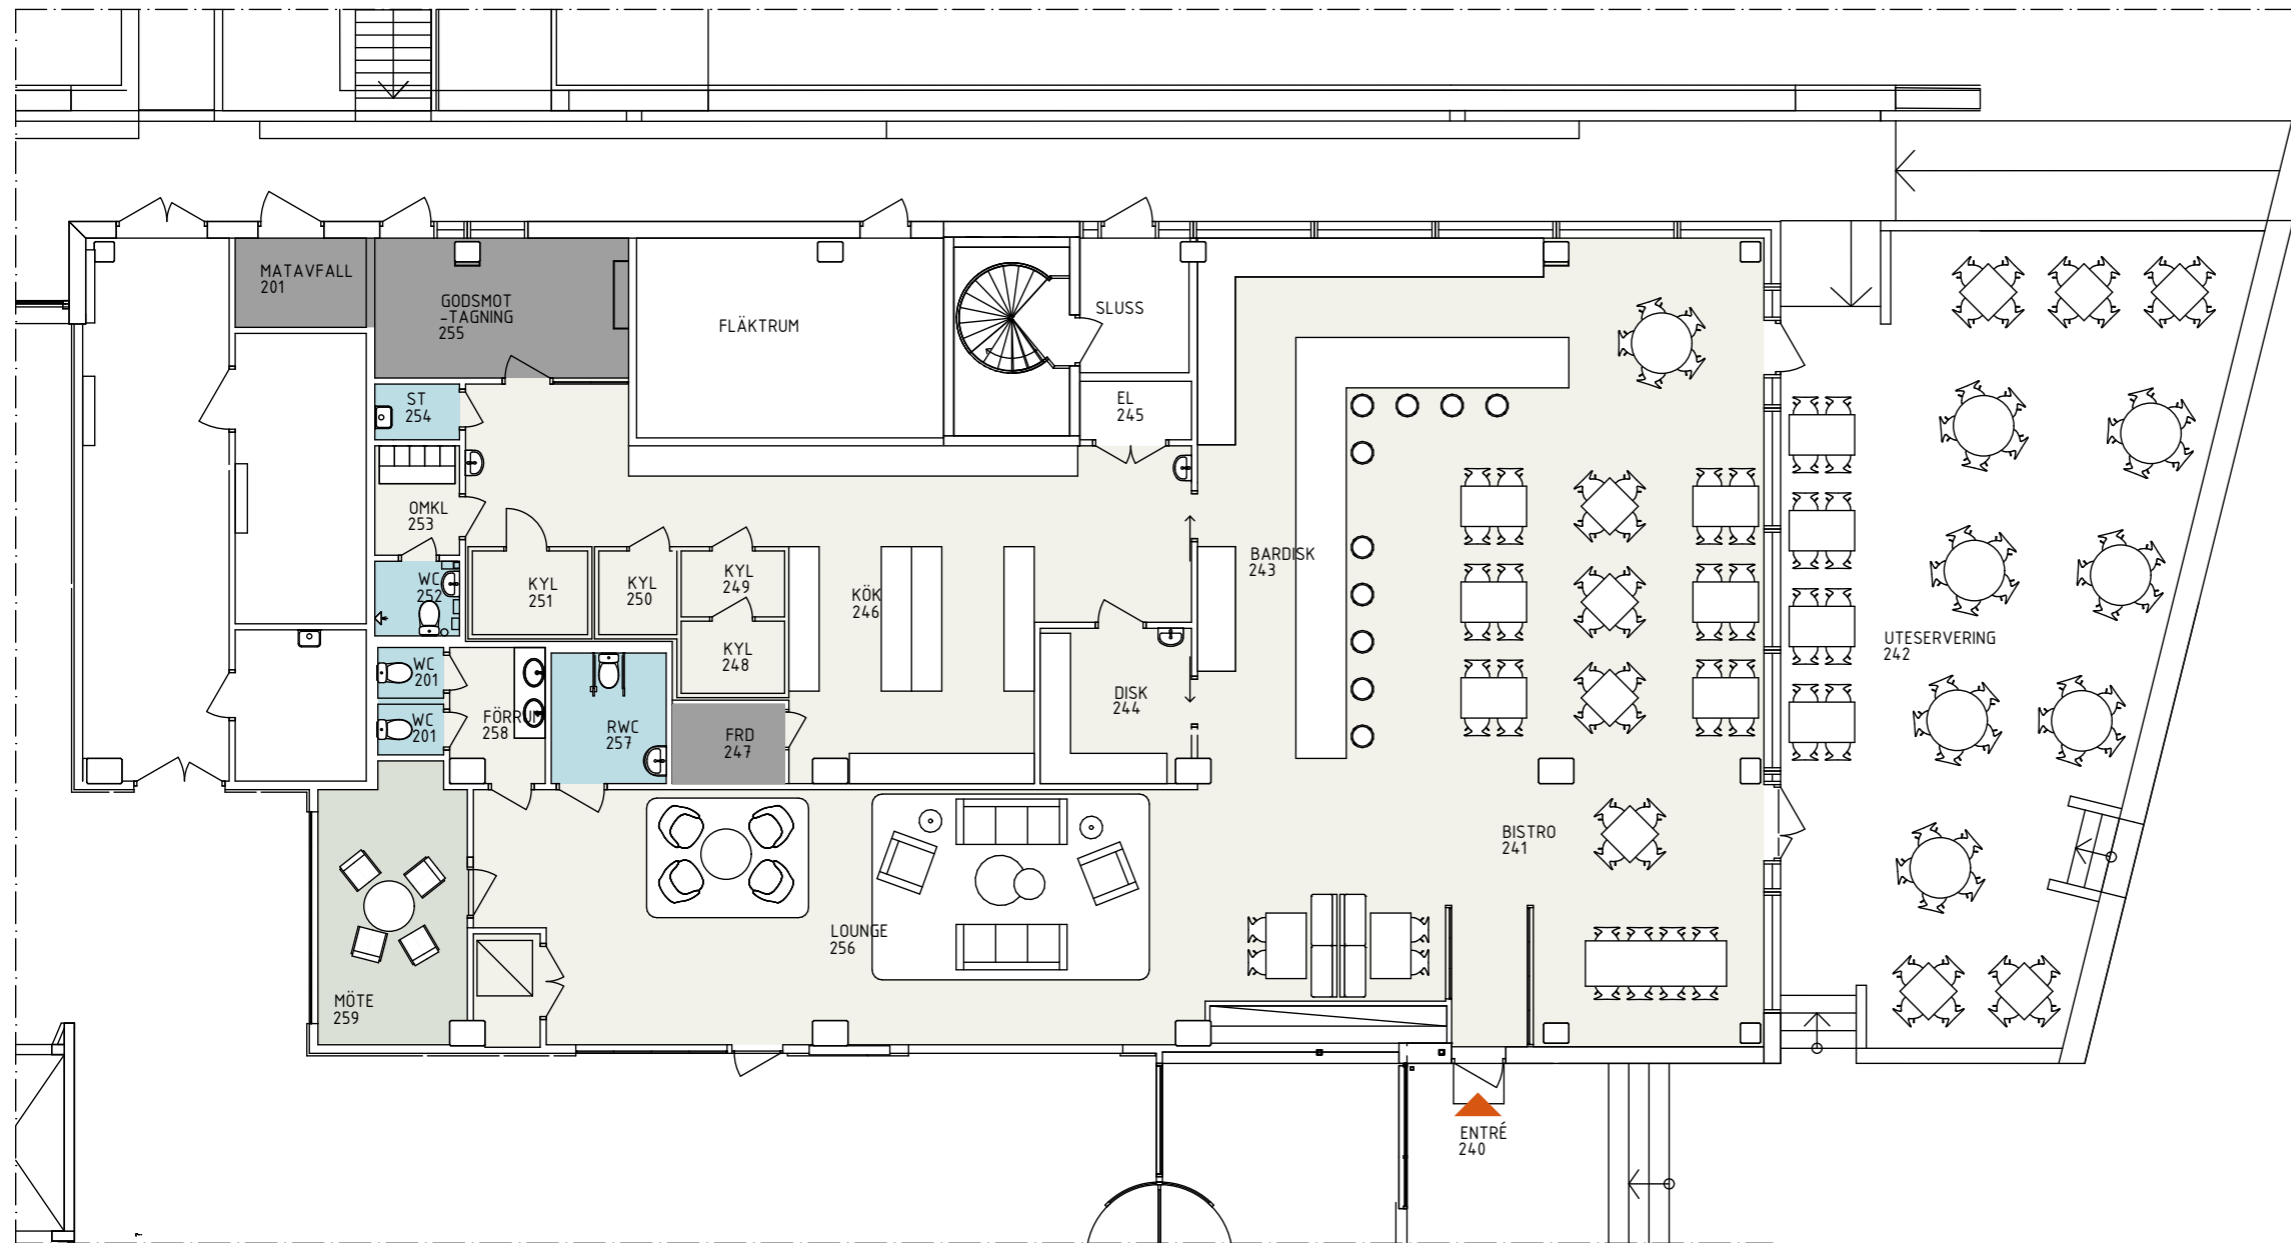 MATAVFALL
201
GODSMOT
-TAGNING
255
FLÄKTRUM
SLUSS
ST
254
EL
245
OMKL
253
BARDISK
243
WC
252
KYL
251
KYL
250
KYL
249
KÖK
246
UTESERVERING
242
WC
201
KYL
248
DISK
244
WC
201
FÖRRUM
258
RWC
257
FRD
247
BISTRO
241
LOUNGE
256
MÖTE
259
ENTRÉ
240